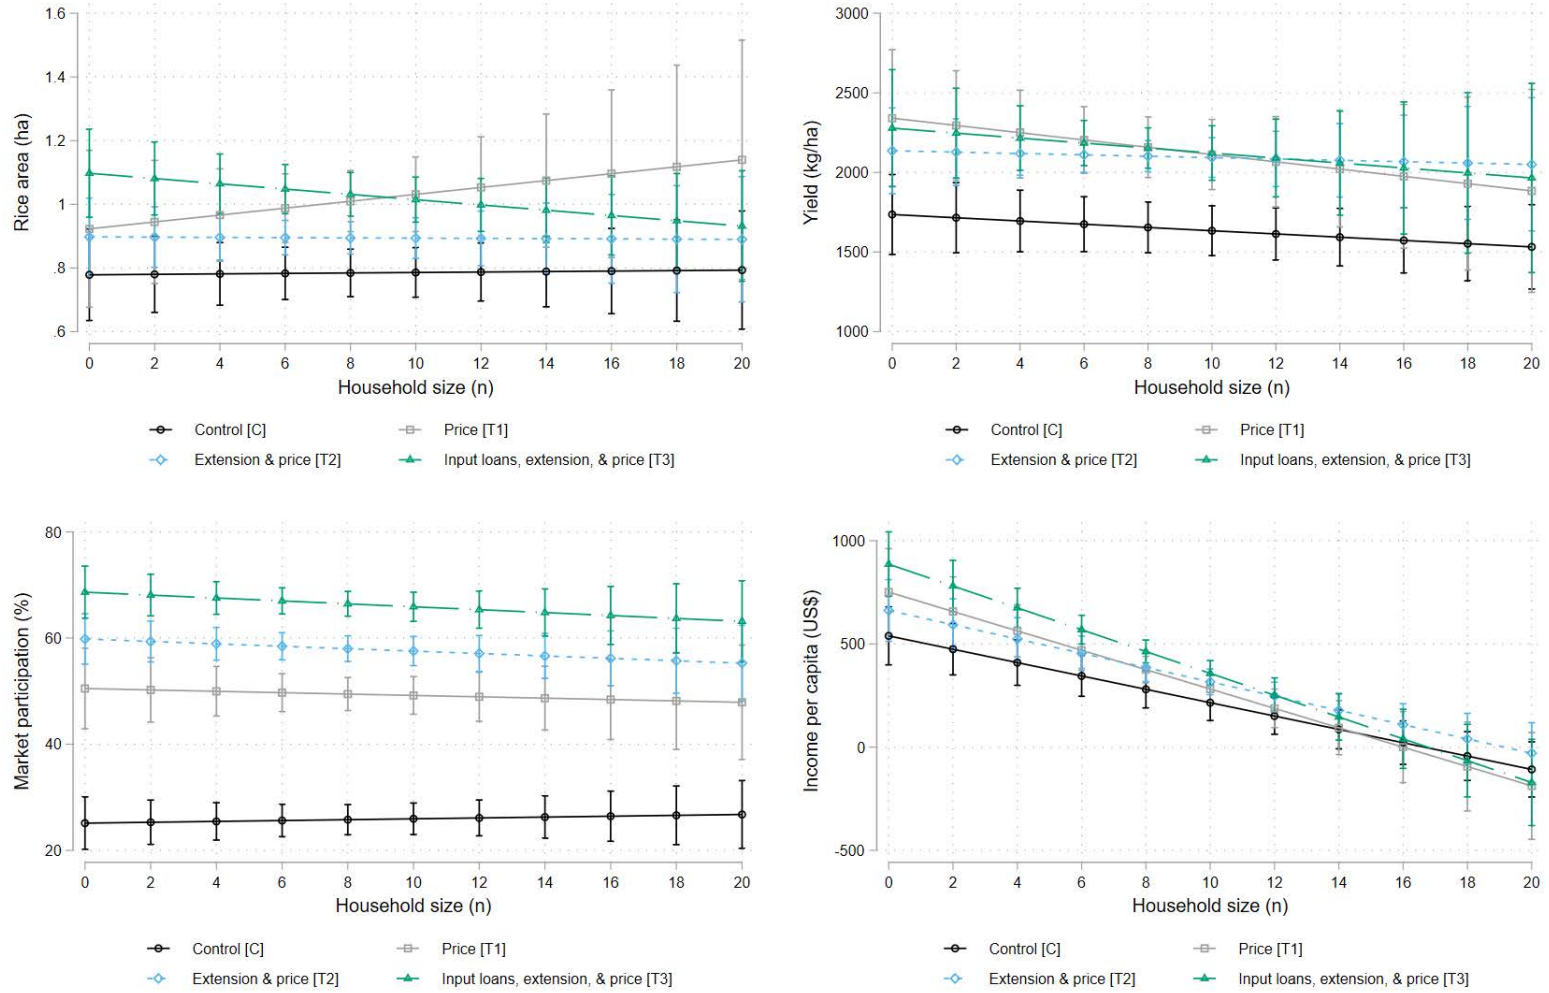 1.6
1.4
1.2
1
.8
.6
Rice area (ha)
0 2 4 6 8 10 12 14 16 18 20
Household size (n)
Control [C] Price [T1]
Extension & price [T2] Input loans, extension, & price [T3]
3000
2500
2000
1500
1000
Yield (kg/ha)
0 2 4 6 8 10 12 14 16 18 20
Household size (n)
Control [C] Price [T1]
Extension & price [T2] Input loans, extension, & price [T3]
80
60
40
20
Market participation (%)
0 2 4 6 8 10 12 14 16 18 20
Household size (n)
Control [C] Price [T1]
Extension & price [T2] Input loans, extension, & price [T3]
1000
500
0
-500
Income per capita (US$)
0 2 4 6 8 10 12 14 16 18 20
Household size (n)
Control [C] Price [T1]
Extension & price [T2] Input loans, extension, & price [T3]